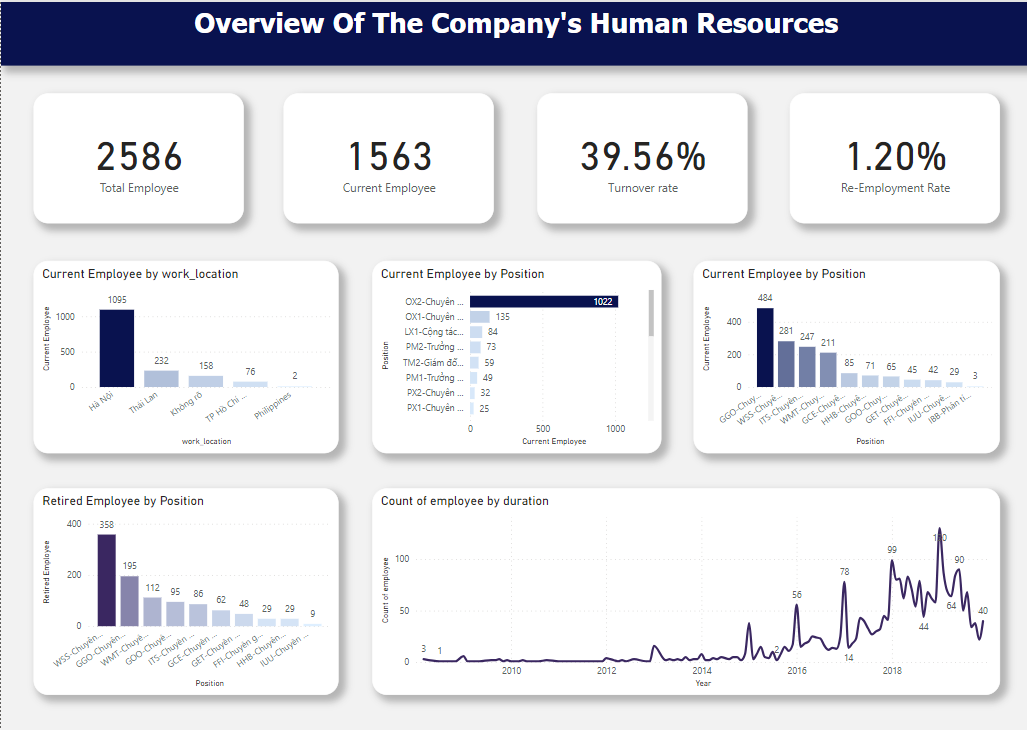 Overview Of The Company's Human Resources
2586
Total Employee
1563
Current Employee
39.56%
Turnover rate
1.20%
Re-Employment Rate
Current Employee by work_location
Current Employee
1000
500
0
1095
232
158
76
2
Hà Nội
Thái Lan
Không rõ
TP Hồ Chí ...
Philippines
work_location
Current Employee by Position
Position
OX2-Chuyên ... 1022
OX1-Chuyên ... 135
LX1-Cộng tác... 84
PM2-Trưởng ... 73
TM2-Giám đố... 59
PM1-Trưởng ... 49
PX2-Chuyên ... 32
PX1-Chuyên ... 25
0 500 1000
Current Employee
Current Employee by Position
Current Employee
400
200
0
484
281
247
211
85
71
65
45
42
29
3
GGO-Chuy...
WSS-Chuyê...
ITS-Chuyên...
WMT-Chuy...
GCE-Chuyê...
HHB-Chuyê...
GOO-Chuy...
GET-Chuyê...
FFI-Chuyên ...
IUU-Chuyê...
IBB-Phân tí...
Position
Retired Employee by Position
Retired Employee
400
200
0
358
195
112
95
86
62
48
29
29
9
WSS-Chuyên...
GGO-Chuyên...
WMT-Chuyê...
GOO-Chuyê...
ITS-Chuyên ...
GCE-Chuyên ...
GET-Chuyên ...
FFI-Chuyên g...
HHB-Chuyên...
IUU-Chuyên ...
Position
Count of employee by duration
Count of employee
100
50
0
3
1
2
56
78
14
99
44
130
64
90
40
2010 2012 2014 2016 2018
Year